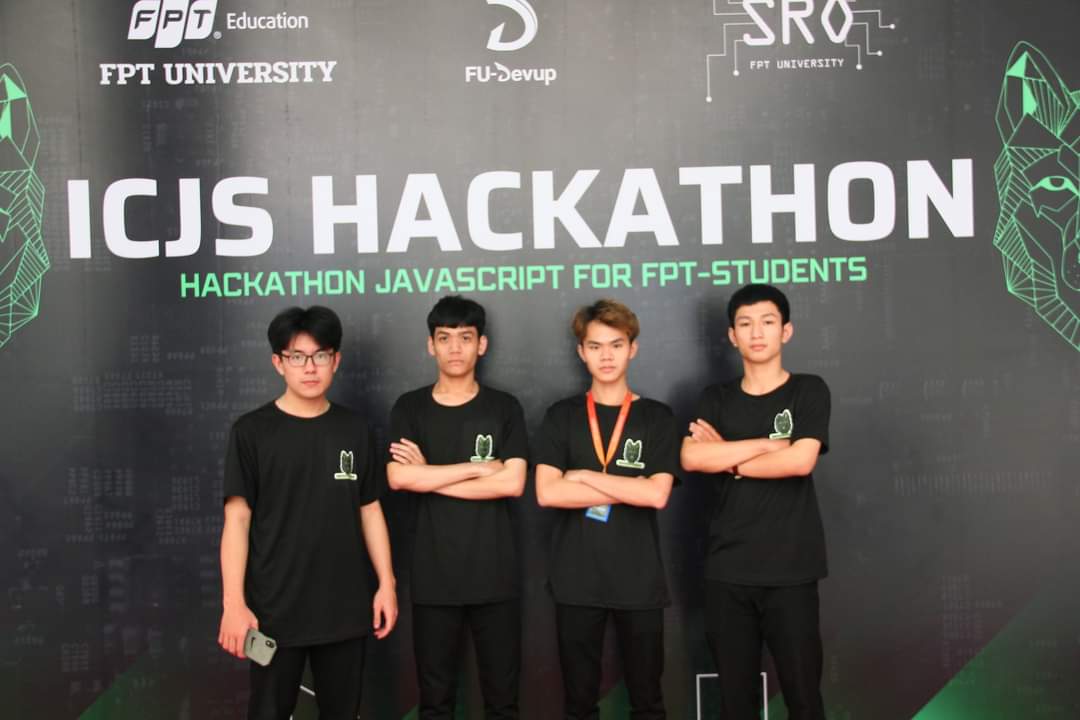 FPT Education
FPT UNIVERSITY
FU-Devup
SRO
FPT UNIVERSITY
ICJS HACKATHON
HACKATHON JAVASCRIPT FOR FPT-STUDENTS